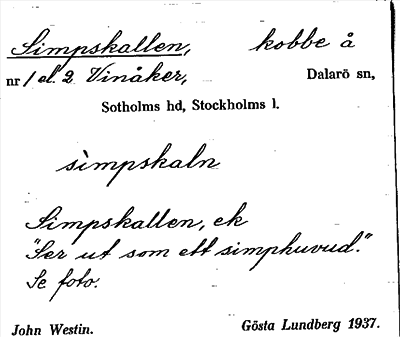 Simpskallen, kobbe å
nr 1 el. 2 Vinåker, Dalarö sn,
Sotholms hd, Stockholms l.
sìmpskaln
Simpskallen, ek
"Ser ut som ett simphuvud."
Se foto.
John Westin. Gösta Lundberg 1937.